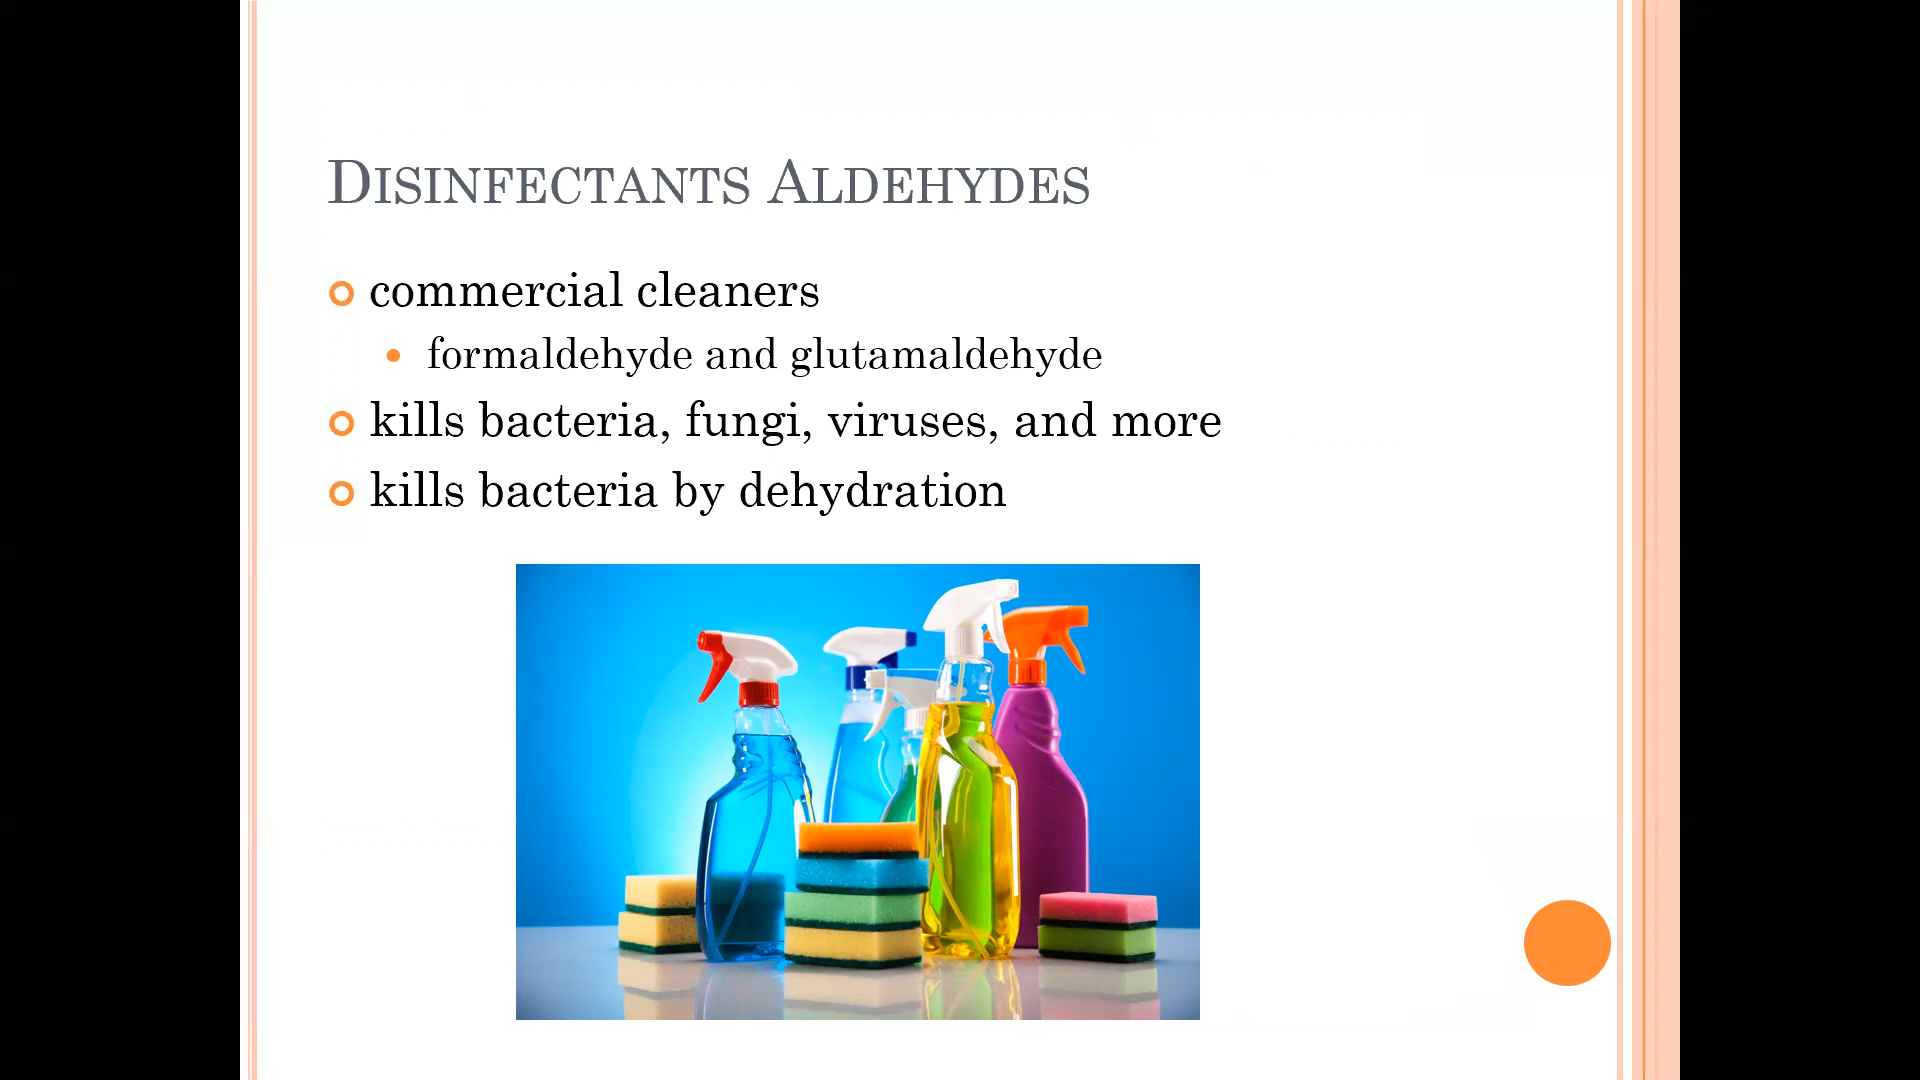 Disinfectants Aldehydes
commercial cleaners
formaldehyde and glutamaldehyde
kills bacteria, fungi, viruses, and more
kills bacteria by dehydration